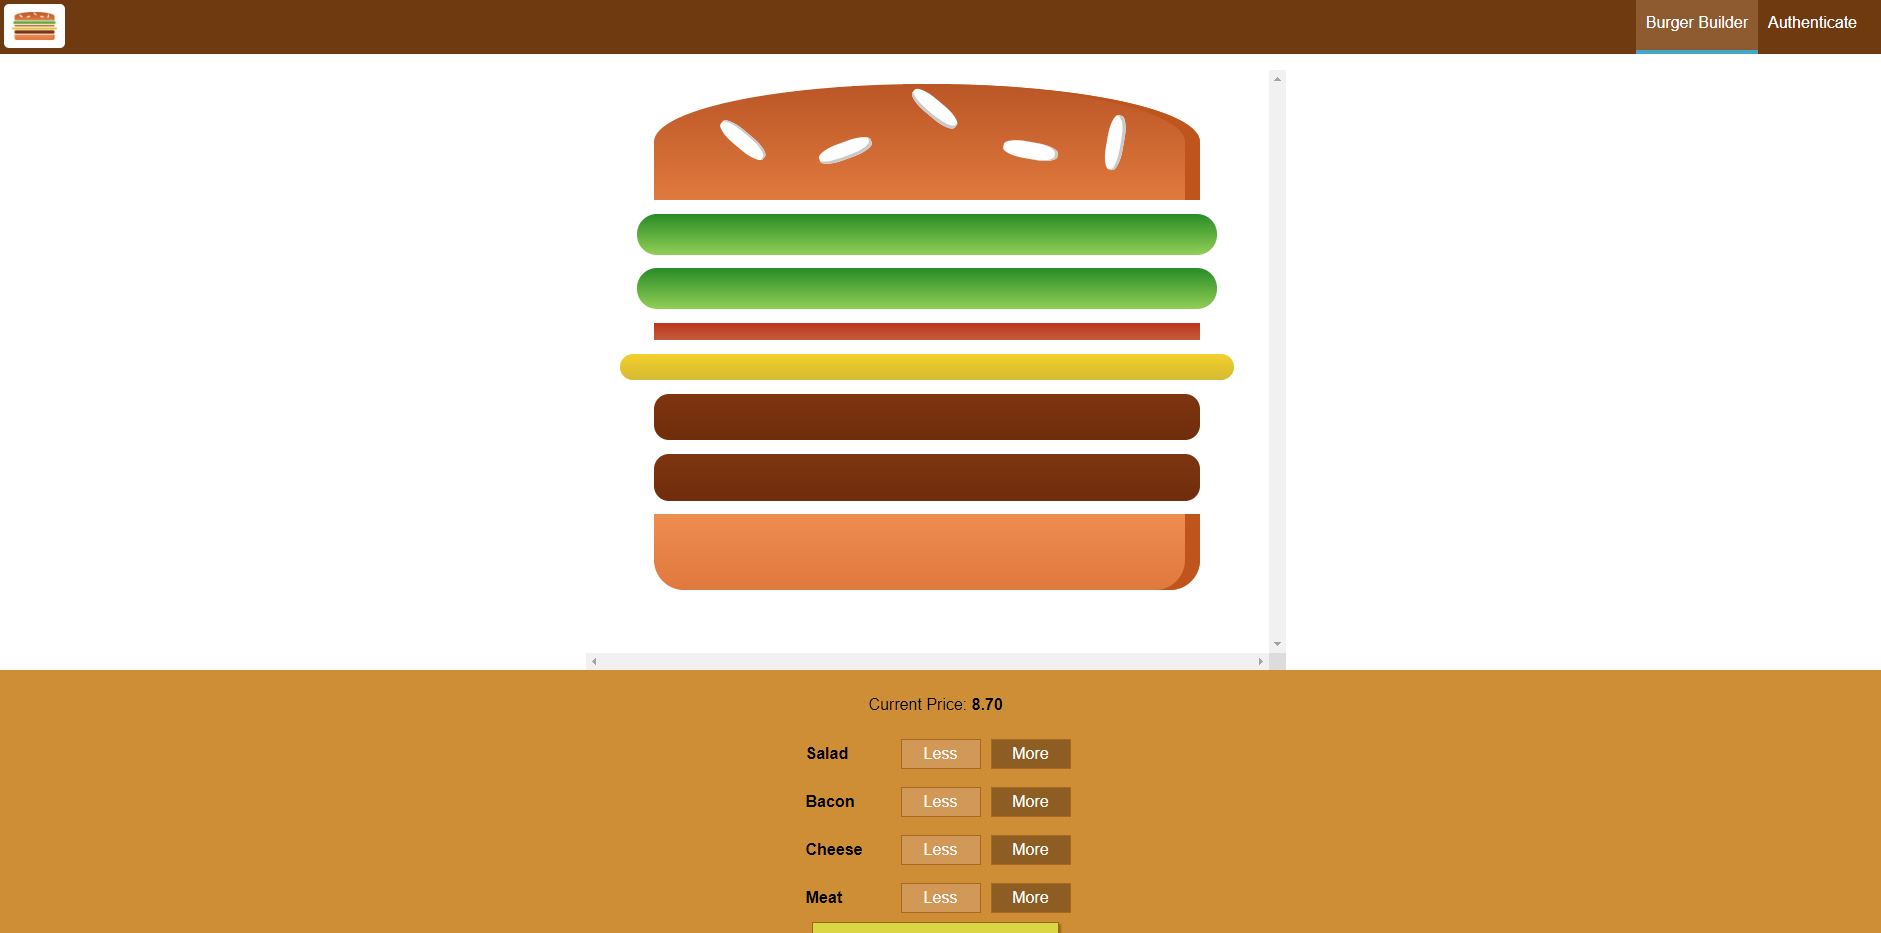 Burger Builder Authenticate
Current Price: 8.70
Salad Less More
Bacon Less More
Cheese Less More
Meat Less More